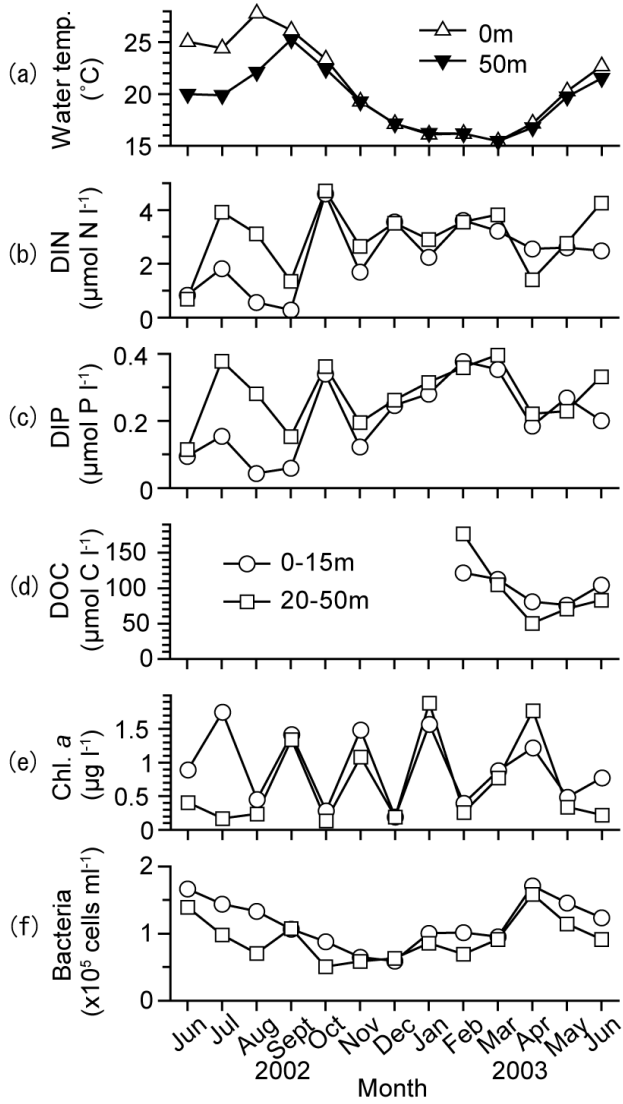 (a)
Water temp.
(˚C)
25
20
15
0m
50m
(b)
DIN
(µmol N l-1)
4
2
0
(c)
DIP
(µmol P l-1)
0.4
0.2
0
(d)
DOC
(µmol C l-1)
150
100
50
0
0-15m
20-50m
(e)
Chl. a
(µg l-1)
1.5
1
0.5
0
(f)
Bacteria
(x10⁵ cells ml-1)
2
1
0
Jun Jul Aug Sept Oct Nov Dec Jan Feb Mar Apr May Jun
2002 2003
Month